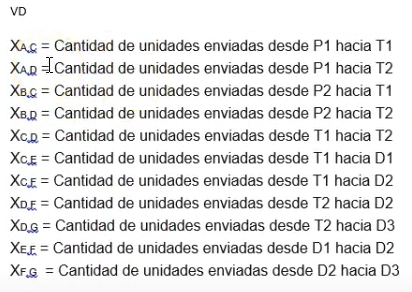 VD
XA,C = Cantidad de unidades enviadas desde P1 hacia T1
XA,D = Cantidad de unidades enviadas desde P1 hacia T2
XB,C = Cantidad de unidades enviadas desde P2 hacia T1
XB,D = Cantidad de unidades enviadas desde P2 hacia T2
XC,D = Cantidad de unidades enviadas desde T1 hacia T2
XC,E = Cantidad de unidades enviadas desde T1 hacia D1
XC,F = Cantidad de unidades enviadas desde T1 hacia D2
XD,F = Cantidad de unidades enviadas desde T2 hacia D2
XD,G = Cantidad de unidades enviadas desde T2 hacia D3
XE,F = Cantidad de unidades enviadas desde D1 hacia D2
XF,G = Cantidad de unidades enviadas desde D2 hacia D3